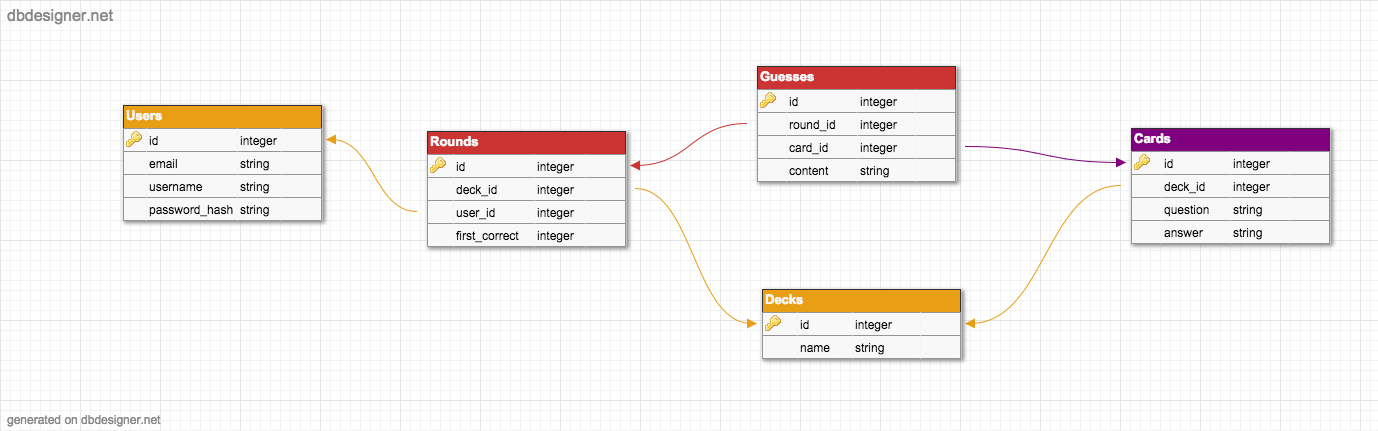 dbdesigner.net
Users
id integer
email string
username string
password_hash string
Rounds
id integer
deck_id integer
user_id integer
first_correct integer
Guesses
id integer
round_id integer
card_id integer
content string
Decks
id integer
name string
Cards
id integer
deck_id integer
question string
answer string
generated on dbdesigner.net